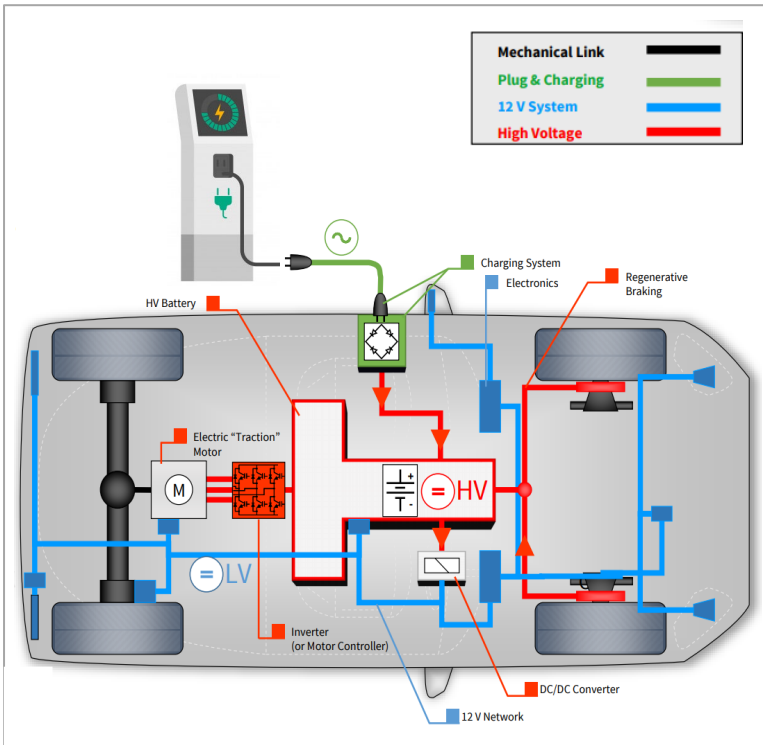 Mechanical Link
Plug & Charging
12 V System
High Voltage
Charging System
Electronics
Regenerative
Braking
HV Battery
Electric “Traction”
Motor
M
+
-
= HV
= LV
Inverter
(or Motor Controller)
DC/DC Converter
12 V Network